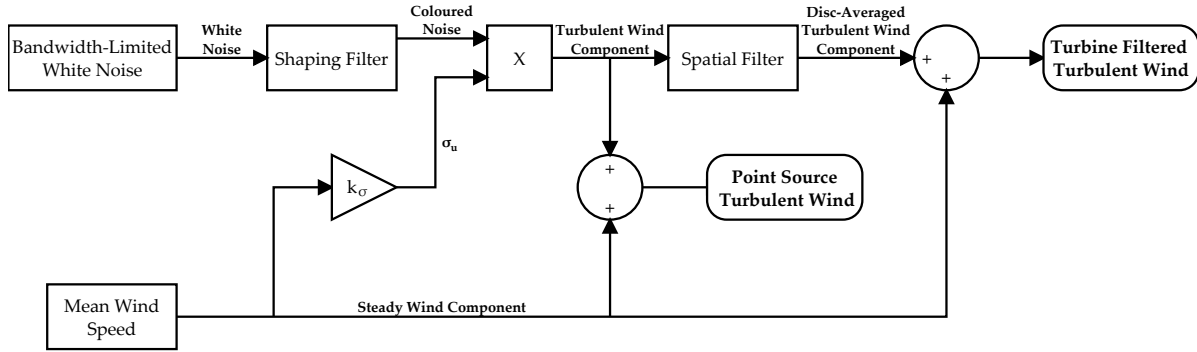 Bandwidth-Limited
White Noise
White
Noise
Shaping Filter
Coloured
Noise
X
Turbulent Wind
Component
Spatial Filter
Disc-Averaged
Turbulent Wind
Component
+
+
Turbine Filtered
Turbulent Wind
σu
kσ
+
+
Point Source
Turbulent Wind
Mean Wind
Speed
Steady Wind Component